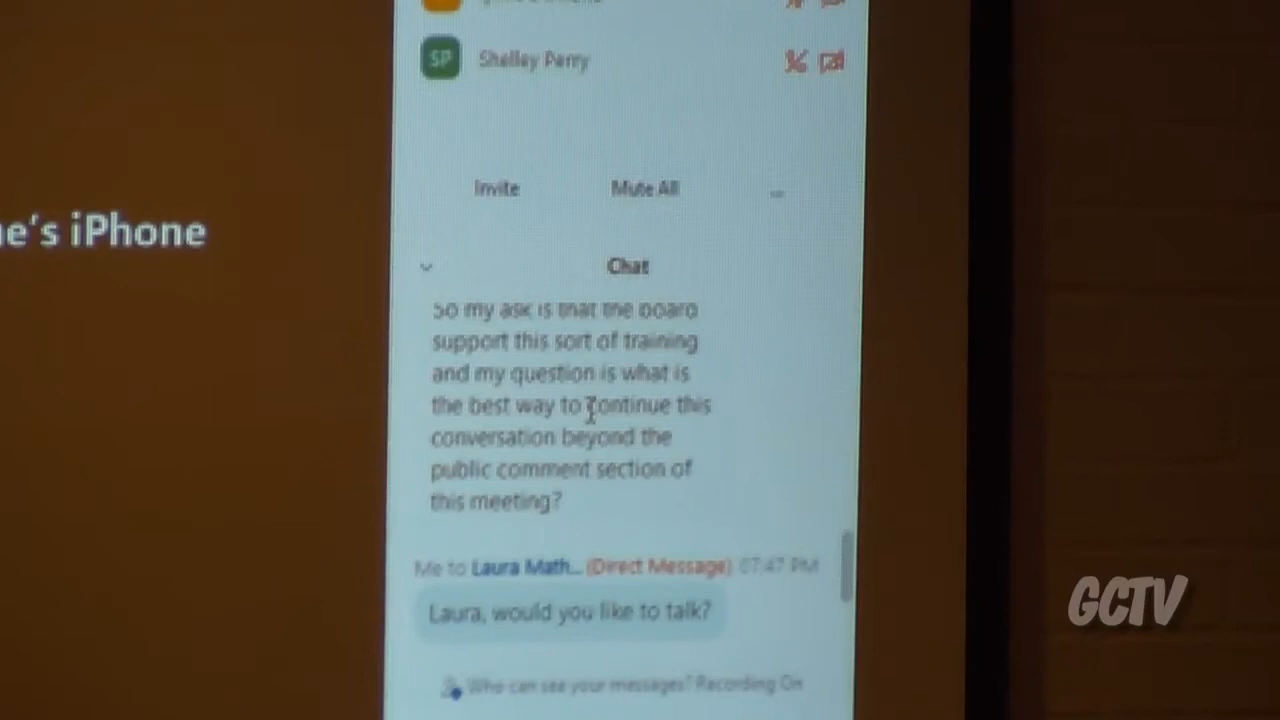 SP Shelley Perry
Invite Mute All ...
e's iPhone
Chat
So my ask is that the board
support this sort of training
and my question is what is
the best way to continue this
conversation beyond the
public comment section of
this meeting?
Me to Laura Math... (Direct Message) 07:47 PM
Laura, would you like to talk?
Who can see your messages? Recording On
GCTV